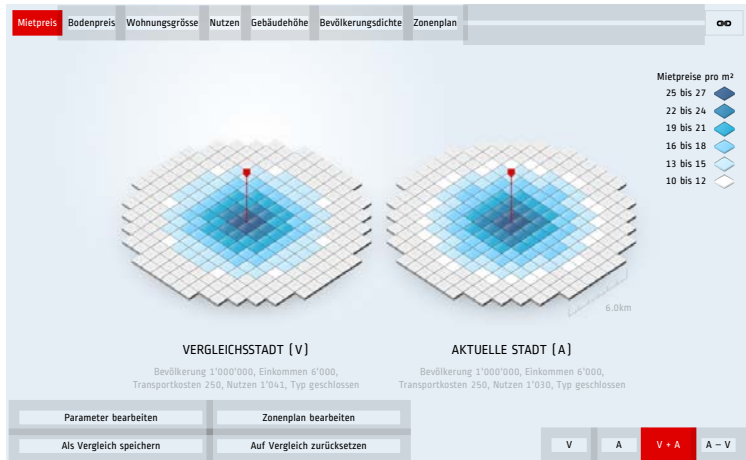 Mietpreis Bodenpreis Wohnungsgrösse Nutzen Gebäudehöhe Bevölkerungsdichte Zonenplan
Mietpreise pro m²
25 bis 27
22 bis 24
19 bis 21
16 bis 18
13 bis 15
10 bis 12
6.0km
VERGLEICHSSTADT (V)
Bevölkerung 1'000'000, Einkommen 6'000,
Transportkosten 250, Nutzen 1'041, Typ geschlossen
AKTUELLE STADT (A)
Bevölkerung 1'000'000, Einkommen 6'000,
Transportkosten 250, Nutzen 1'030, Typ geschlossen
Parameter bearbeiten Zonenplan bearbeiten
Als Vergleich speichern Auf Vergleich zurücksetzen V A V + A A – V